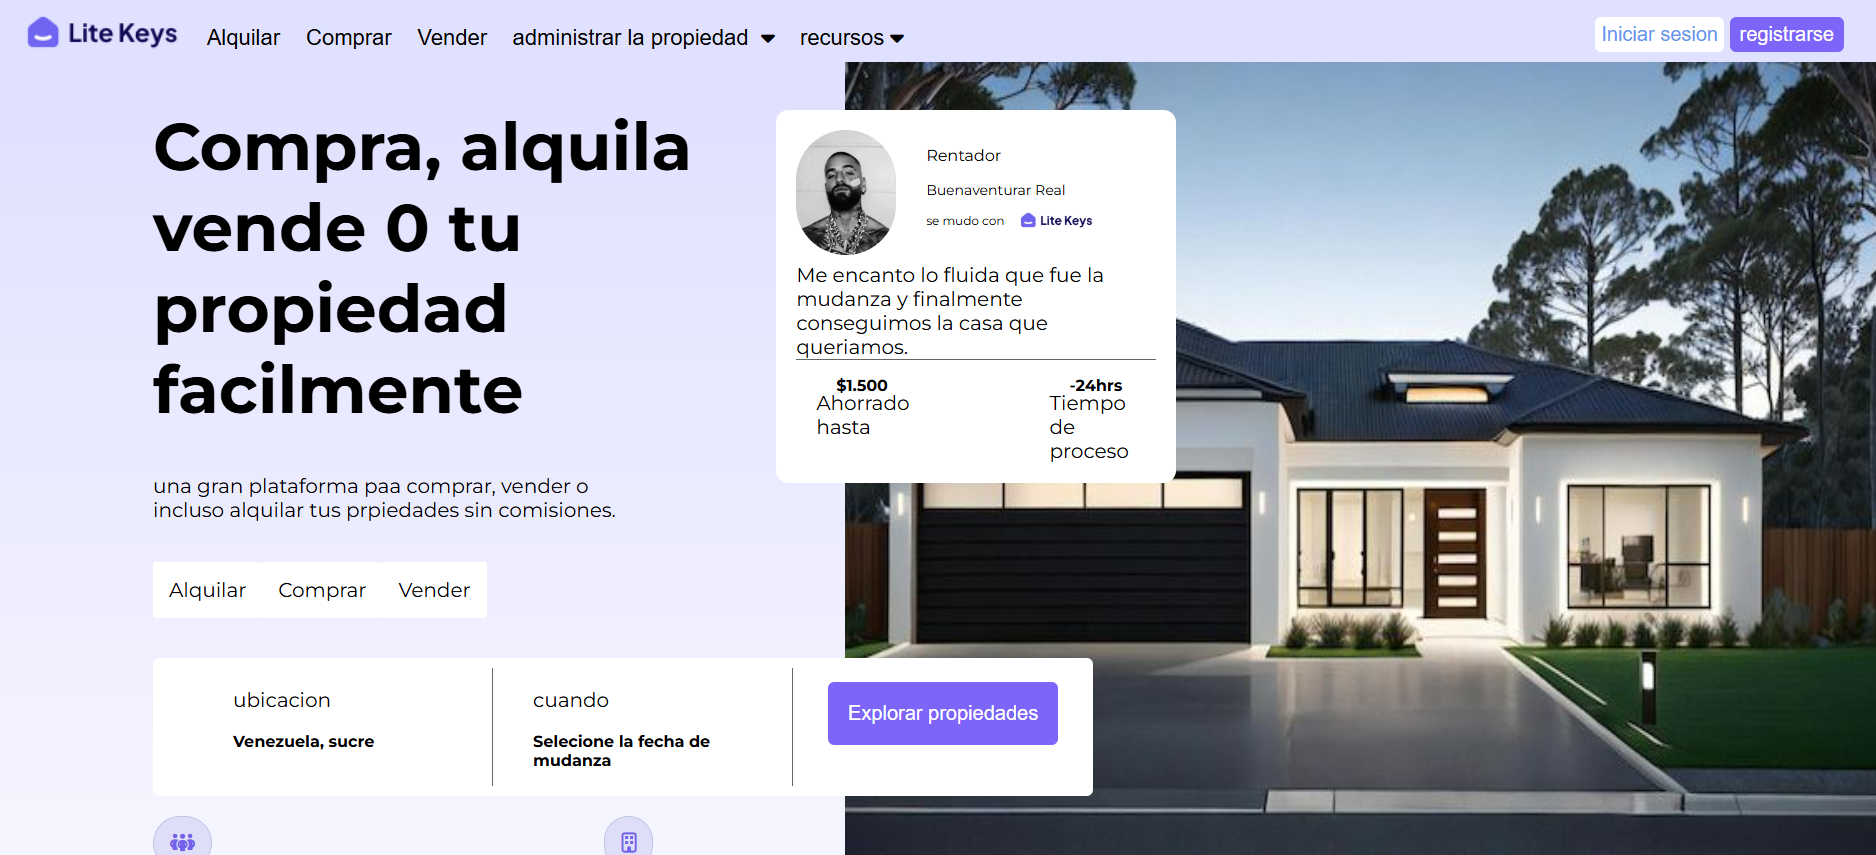 Lite Keys
Alquilar Comprar Vender administrar la propiedad recursos
Iniciar sesion registrarse
Compra, alquila
vende 0 tu
propiedad
facilmente
una gran plataforma paa comprar, vender o
incluso alquilar tus prpiedades sin comisiones.
Alquilar Comprar Vender
Rentador
Buenaventurar Real
se mudo con Lite Keys
Me encanto lo fluida que fue la
mudanza y finalmente
conseguimos la casa que
queriamos.
$1.500
Ahorrado
hasta
-24hrs
Tiempo
de
proceso
ubicacion
Venezuela, sucre
cuando
Selecione la fecha de
mudanza
Explorar propiedades